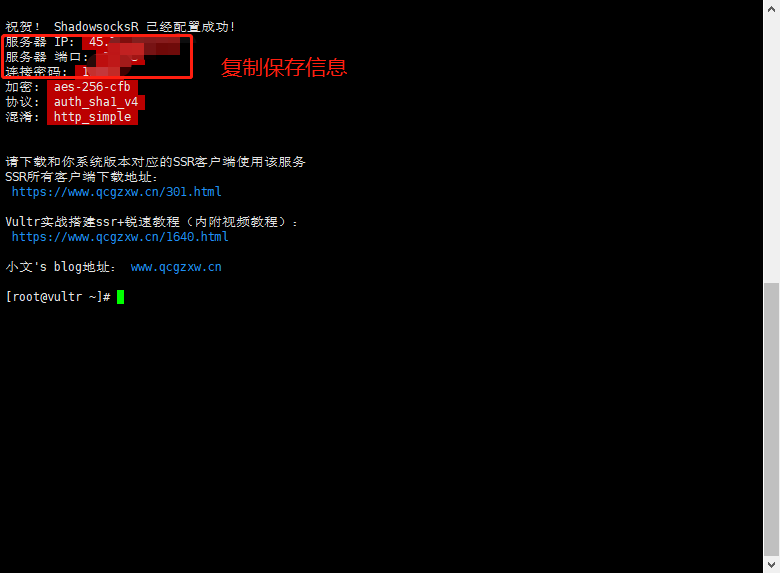 祝贺! ShadowsocksR 已经配置成功!
服务器 IP: 45.
服务器 端口:
连接密码: 1
复制保存信息
加密: aes-256-cfb
协议: auth_sha1_v4
混淆: http_simple
请下载和你系统版本对应的SSR客户端使用该服务
SSR所有客户端下载地址:
https://www.qcgzxw.cn/301.html
Vultr实战搭建ssr+锐速教程（内附视频教程）:
https://www.qcgzxw.cn/1640.html
小文's blog地址: www.qcgzxw.cn
[root@vultr ~]#